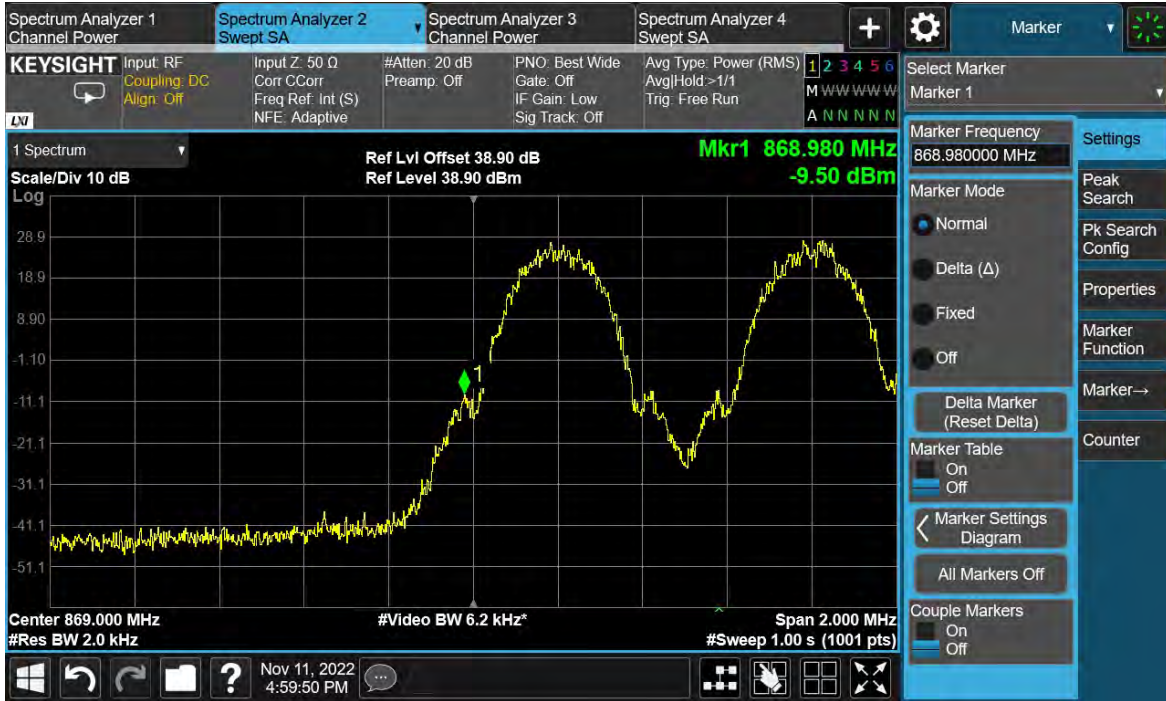 Spectrum Analyzer 1
Channel Power
Spectrum Analyzer 2
Swept SA
Spectrum Analyzer 3
Channel Power
Spectrum Analyzer 4
Swept SA
+
Marker
KEYSIGHT
LXI
Input: RF
Coupling: DC
Align: Off
Input Z: 50 Ω
Corr CCorr
Freq Ref: Int (S)
NFE: Adaptive
#Atten: 20 dB
Preamp: Off
PNO: Best Wide
Gate: Off
IF Gain: Low
Sig Track: Off
Avg Type: Power (RMS)
Avg|Hold:>1/1
Trig: Free Run
1 2 3 4 5 6
M W W W W W
A N N N N N
Select Marker
Marker 1
1 Spectrum
Scale/Div 10 dB
Log
Ref Lvl Offset 38.90 dB
Ref Level 38.90 dBm
Mkr1 868.980 MHz
-9.50 dBm
28.9
18.9
8.90
-1.10
-11.1
-21.1
-31.1
-41.1
-51.1
1
Center 869.000 MHz
#Res BW 2.0 kHz
#Video BW 6.2 kHz*
Span 2.000 MHz
#Sweep 1.00 s (1001 pts)
Marker Frequency
868.980000 MHz
Marker Mode
Normal
Delta (Δ)
Fixed
Off
Delta Marker
(Reset Delta)
Marker Table
On
Off
Marker Settings
Diagram
All Markers Off
Couple Markers
On
Off
Settings
Peak
Search
Pk Search
Config
Properties
Marker
Function
Marker→
Counter
?
Nov 11, 2022
4:59:50 PM